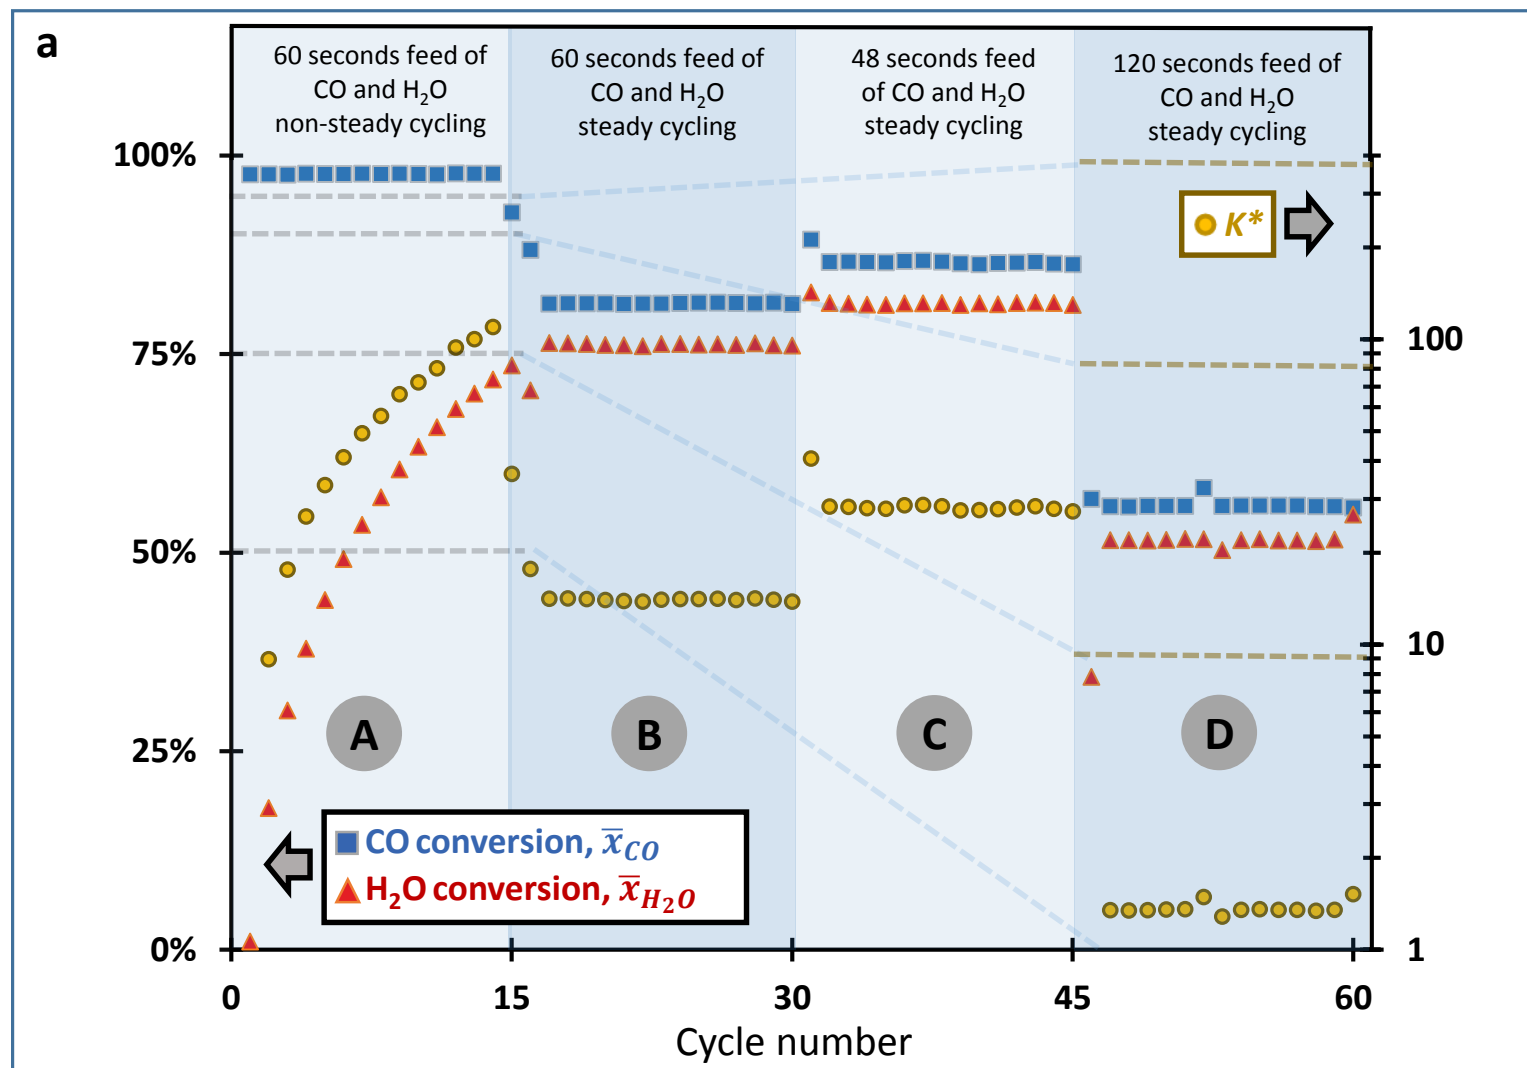 a
60 seconds feed of
CO and H₂O
non-steady cycling
60 seconds feed of
CO and H₂O
steady cycling
48 seconds feed
of CO and H₂O
steady cycling
120 seconds feed of
CO and H₂O
steady cycling
100%
75%
50%
25%
0%
K*
100
10
1
A
B
C
D
CO conversion, x̅_CO
H₂O conversion, x̅_H₂O
0
15
30
45
60
Cycle number